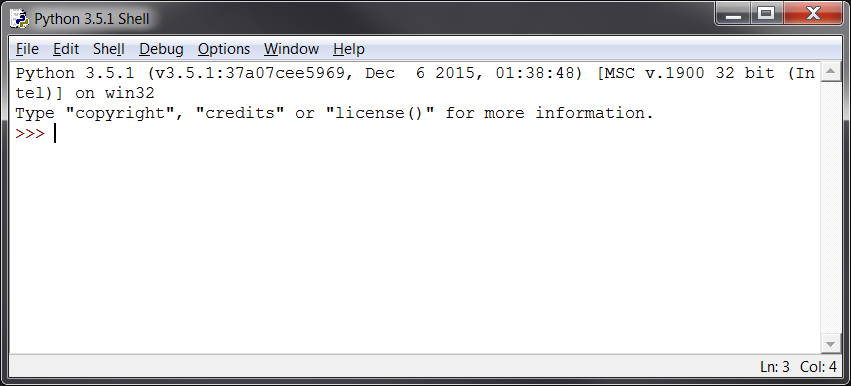 Python 3.5.1 Shell
File Edit Shell Debug Options Window Help
Python 3.5.1 (v3.5.1:37a07cee5969, Dec  6 2015, 01:38:48) [MSC v.1900 32 bit (In
tel)] on win32
Type "copyright", "credits" or "license()" for more information.
>>>
Ln: 3 Col: 4